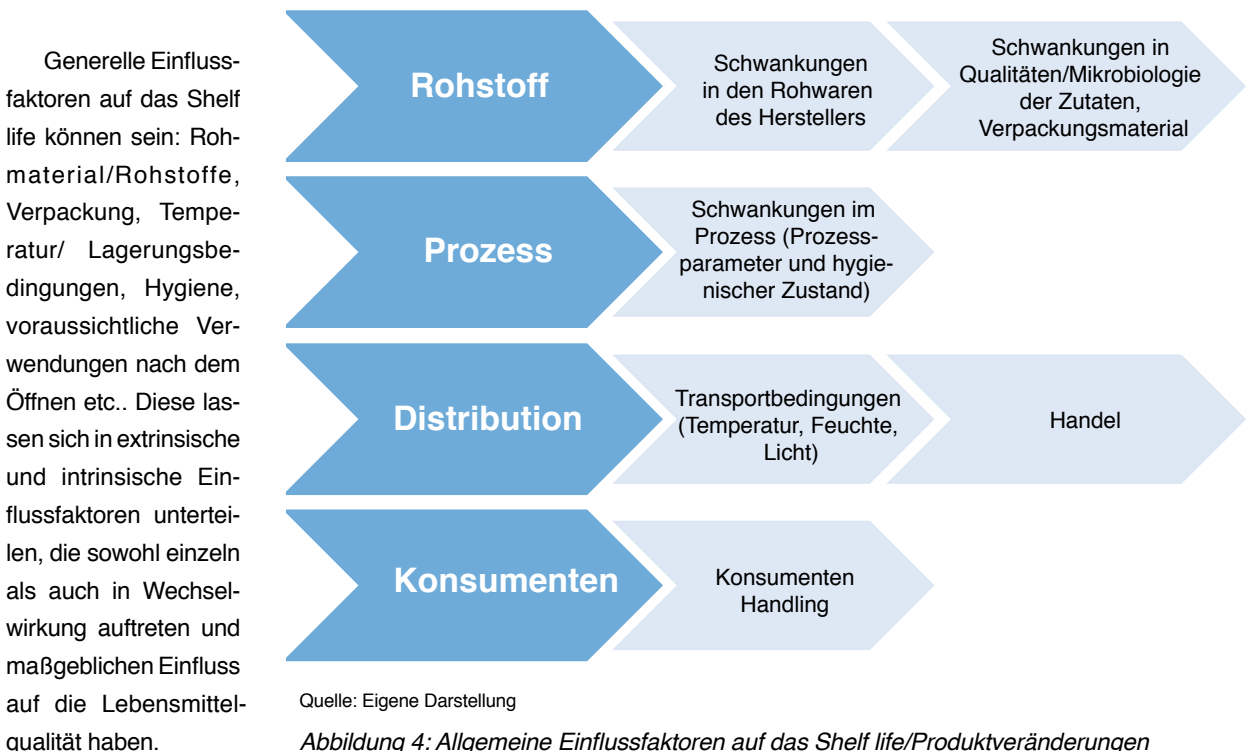 Generelle Einfluss-
faktoren auf das Shelf
life können sein: Roh-
material/Rohstoffe,
Verpackung, Tempe-
ratur/ Lagerungsbe-
dingungen, Hygiene,
voraussichtliche Ver-
wendungen nach dem
Öffnen etc.. Diese las-
sen sich in extrinsische
und intrinsische Ein-
flussfaktoren untertei-
len, die sowohl einzeln
als auch in Wechsel-
wirkung auftreten und
maßgeblichen Einfluss
auf die Lebensmittel-
qualität haben.
Rohstoff
Schwankungen
in den Rohwaren
des Herstellers
Schwankungen in
Qualitäten/Mikrobiologie
der Zutaten,
Verpackungsmaterial
Prozess
Schwankungen im
Prozess (Prozess-
parameter und hygie-
nischer Zustand)
Distribution
Transportbedingungen
(Temperatur, Feuchte,
Licht)
Handel
Konsumenten
Konsumenten
Handling
Quelle: Eigene Darstellung
Abbildung 4: Allgemeine Einflussfaktoren auf das Shelf life/Produktveränderungen